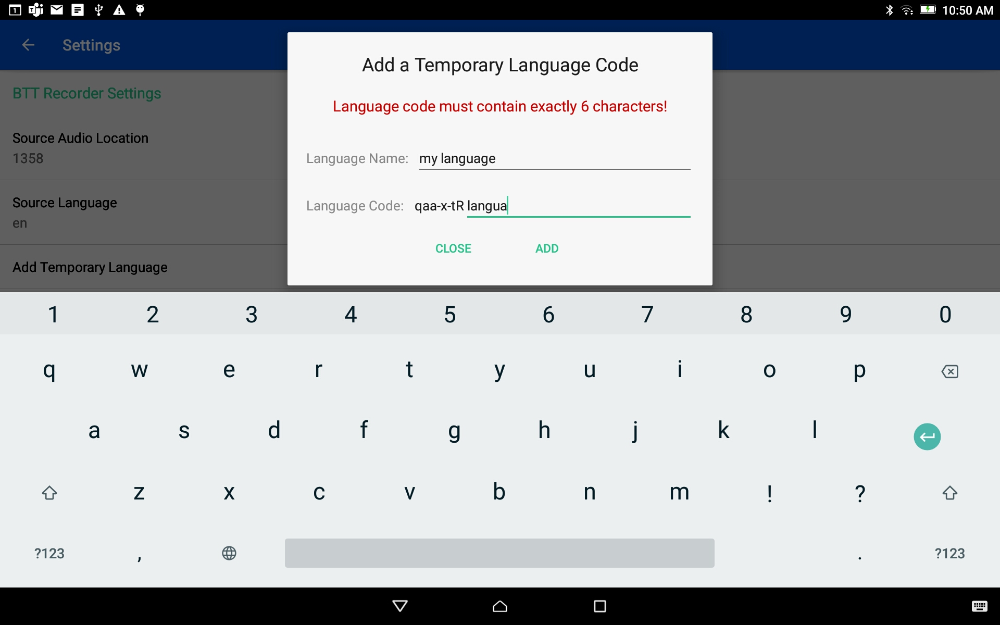 10:50 AM
Settings
Add a Temporary Language Code
BTT Recorder Settings
Language code must contain exactly 6 characters!
Source Audio Location
1358
Language Name: my language
Source Language
en
Language Code: qaa-x-tR langua
CLOSE ADD
Add Temporary Language
1 2 3 4 5 6 7 8 9 0
q w e r t y u i o p
a s d f g h j k l
z x c v b n m ! ?
?123 , . ?123